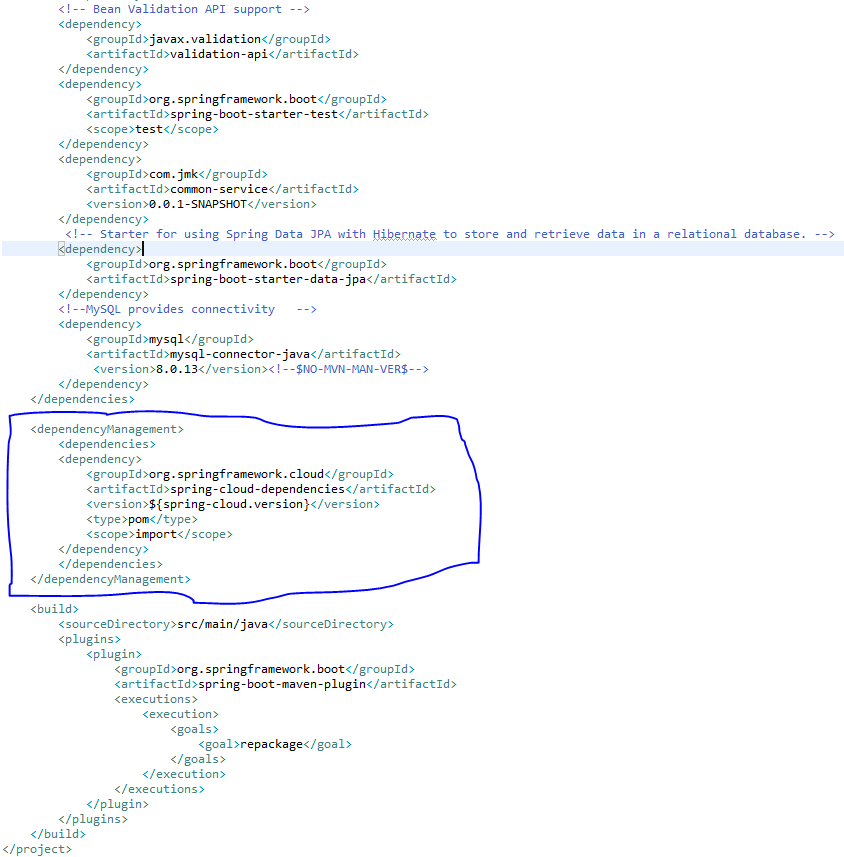 <!-- Bean Validation API support -->
<dependency>
<groupId>javax.validation</groupId>
<artifactId>validation-api</artifactId>
</dependency>
<dependency>
<groupId>org.springframework.boot</groupId>
<artifactId>spring-boot-starter-test</artifactId>
<scope>test</scope>
</dependency>
<dependency>
<groupId>com.jmk</groupId>
<artifactId>common-service</artifactId>
<version>0.0.1-SNAPSHOT</version>
</dependency>
<!-- Starter for using Spring Data JPA with Hibernate to store and retrieve data in a relational database. -->
<dependency>
<groupId>org.springframework.boot</groupId>
<artifactId>spring-boot-starter-data-jpa</artifactId>
</dependency>
<!--MySQL provides connectivity   -->
<dependency>
<groupId>mysql</groupId>
<artifactId>mysql-connector-java</artifactId>
<version>8.0.13</version><!--$NO-MVN-MAN-VER$-->
</dependency>
</dependencies>
<dependencyManagement>
<dependencies>
<dependency>
<groupId>org.springframework.cloud</groupId>
<artifactId>spring-cloud-dependencies</artifactId>
<version>${spring-cloud.version}</version>
<type>pom</type>
<scope>import</scope>
</dependency>
</dependencies>
</dependencyManagement>
<build>
<sourceDirectory>src/main/java</sourceDirectory>
<plugins>
<plugin>
<groupId>org.springframework.boot</groupId>
<artifactId>spring-boot-maven-plugin</artifactId>
<executions>
<execution>
<goals>
<goal>repackage</goal>
</goals>
</execution>
</executions>
</plugin>
</plugins>
</build>
</project>